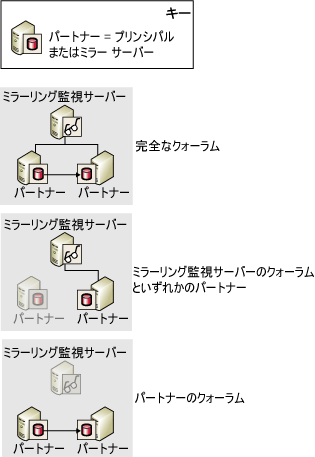 キー
パートナー = プリンシパル
またはミラー サーバー
ミラーリング監視サーバー
完全なクォーラム
パートナー パートナー
ミラーリング監視サーバー
ミラーリング監視サーバーのクォーラム
といずれかのパートナー
パートナー パートナー
ミラーリング監視サーバー
パートナーのクォーラム
パートナー パートナー